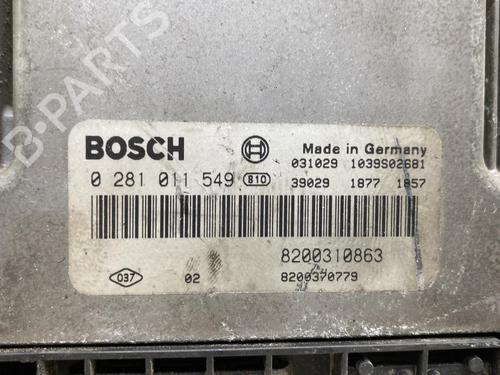 B-PARTS
BOSCH
Made in Germany
031029 1039S02681
0 281 011 549 810
39029 1877 1857
8200310863
037 02 8200370779